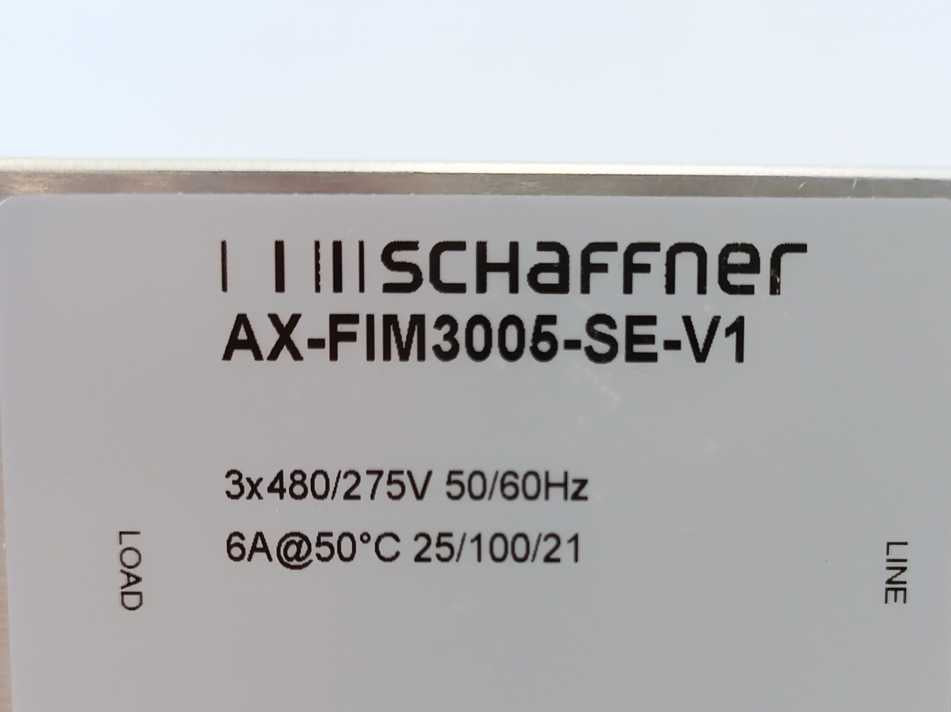 schaffner
AX-FIM3005-SE-V1
3x480/275V 50/60Hz
6A@50°C 25/100/21
LOAD
LINE